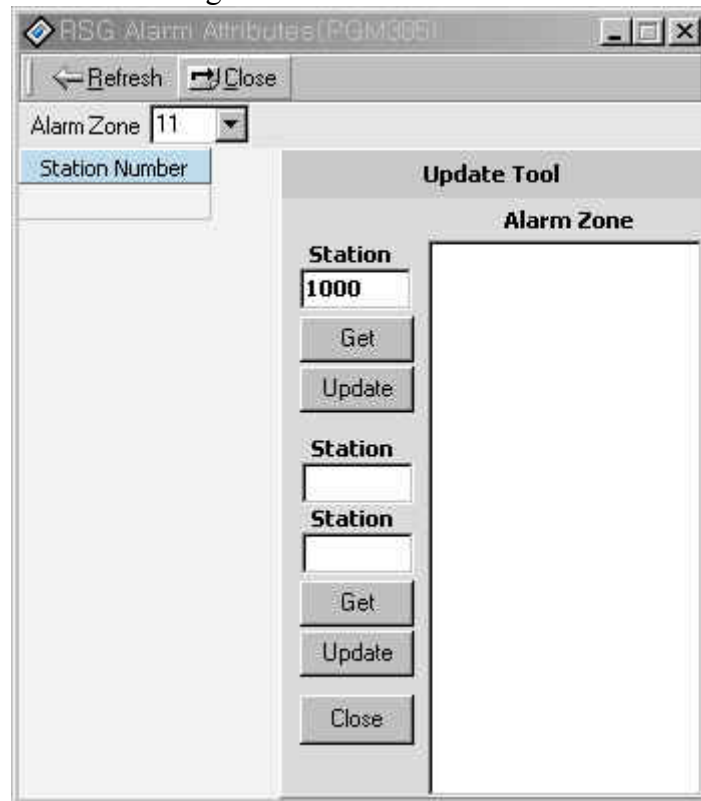 RSG Alarm Attributes(PGM305)
Refresh Close
Alarm Zone 11
Station Number
Update Tool
Alarm Zone
Station
1000
Get
Update
Station
Station
Get
Update
Close